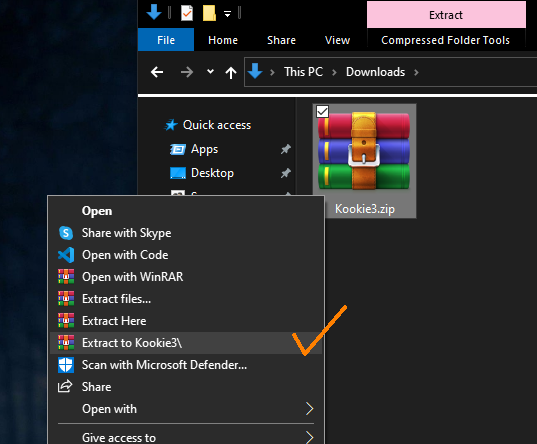 Extract
File
Home
Share
View
Compressed Folder Tools
This PC
Downloads
Quick access
Apps
Desktop
Kookie3.zip
Open
Share with Skype
Open with Code
Open with WinRAR
Extract files...
Extract Here
Extract to Kookie3\
Scan with Microsoft Defender...
Share
Open with
Give access to